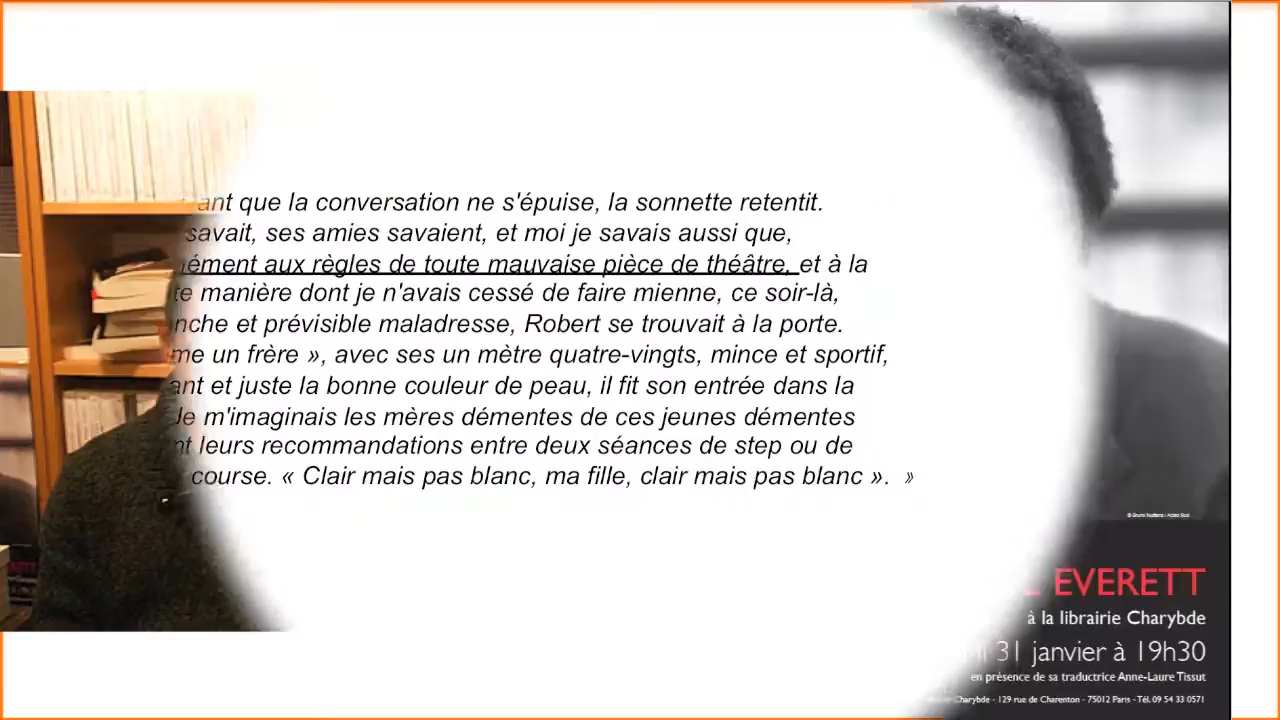 ant que la conversation ne s'épuise, la sonnette retentit.
savait, ses amies savaient, et moi je savais aussi que,
ément aux règles de toute mauvaise pièce de théâtre, et à la
te manière dont je n'avais cessé de faire mienne, ce soir-là,
nche et prévisible maladresse, Robert se trouvait à la porte.
me un frère », avec ses un mètre quatre-vingts, mince et sportif,
ant et juste la bonne couleur de peau, il fit son entrée dans la
Je m'imaginais les mères démentes de ces jeunes démentes
nt leurs recommandations entre deux séances de step ou de
course. « Clair mais pas blanc, ma fille, clair mais pas blanc ». »
EVERETT
à la librairie Charybde
31 janvier à 19h30
en présence de sa traductrice Anne-Laure Tissut
Charybde - 129 rue de Charenton - 75012 Paris - Tél. 09 54 33 0571